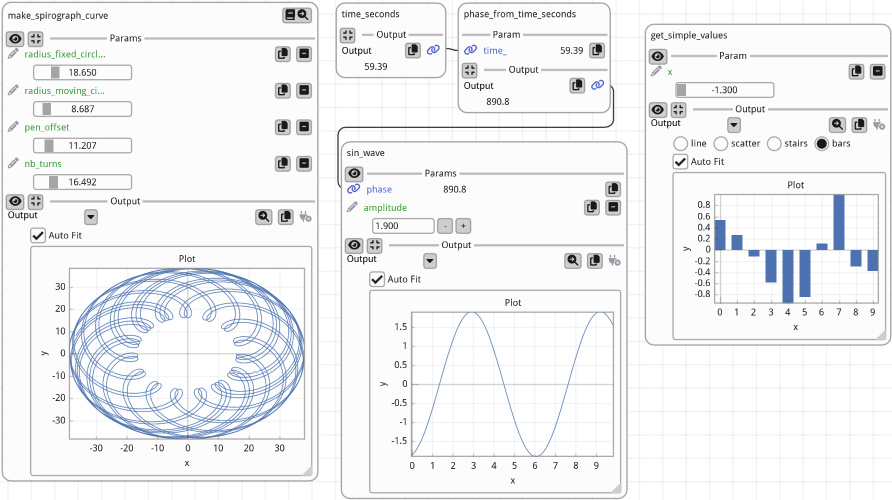 make_spirograph_curve
Params
radius_fixed_circl...
18.650
radius_moving_ci...
8.687
pen_offset
11.207
nb_turns
16.492
Output
Output
Auto Fit
Plot
30
20
10
0
-10
-20
-30
y
-30 -20 -10 0 10 20 30
x
time_seconds
Output
Output
59.39
phase_from_time_seconds
Param
time_ 59.39
Output
Output
890.8
sin_wave
Params
phase 890.8
amplitude
1.900 - +
Output
Output
Auto Fit
Plot
1.5
1
0.5
0
-0.5
-1
-1.5
y
0 1 2 3 4 5 6 7 8 9
x
get_simple_values
Param
x
-1.300
Output
Output
line scatter stairs bars
Auto Fit
Plot
0.8
0.6
0.4
0.2
0
-0.2
-0.4
-0.6
-0.8
y
0 1 2 3 4 5 6 7 8 9
x